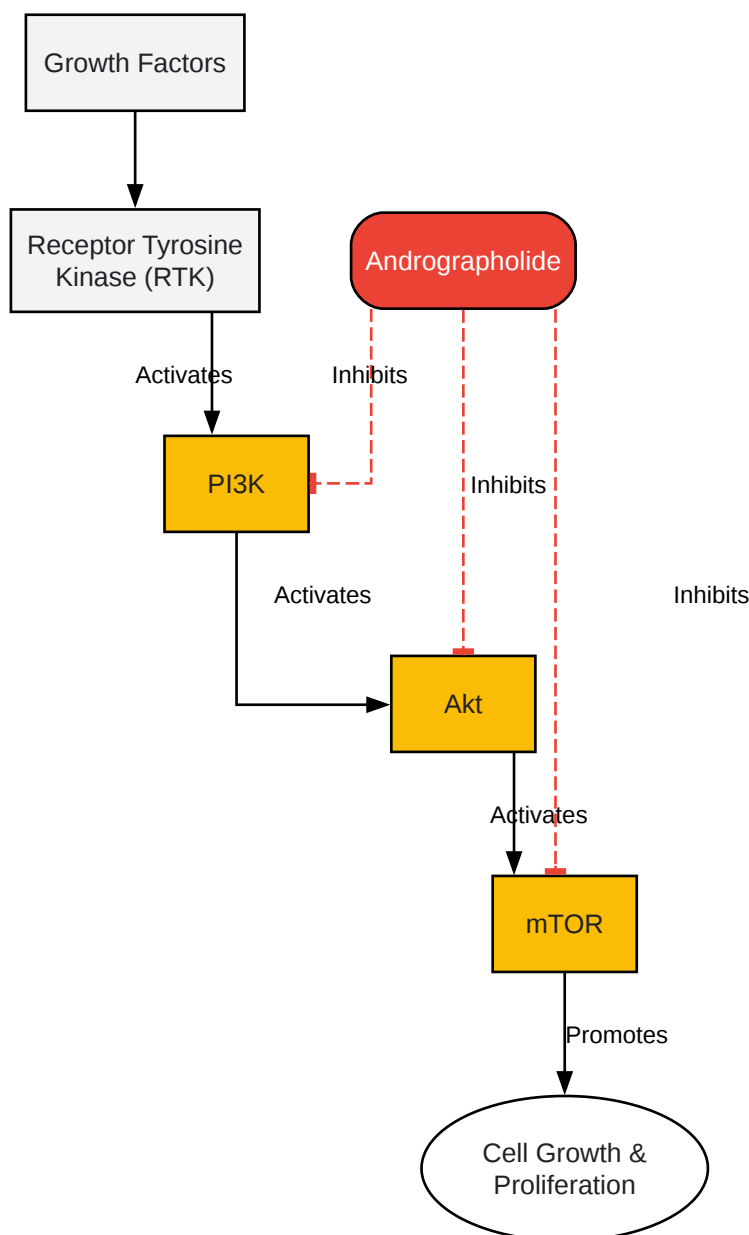 Growth Factors
Receptor Tyrosine
Kinase (RTK)
Andrographolide
Activates
Inhibits
PI3K
Inhibits
Activates
Inhibits
Akt
Activates
mTOR
Promotes
Cell Growth &
Proliferation